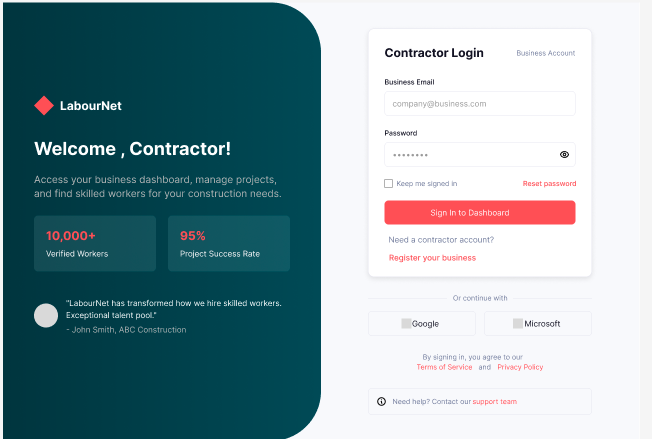 LabourNet
Welcome , Contractor!
Access your business dashboard, manage projects,
and find skilled workers for your construction needs.
10,000+
Verified Workers
95%
Project Success Rate
"LabourNet has transformed how we hire skilled workers.
Exceptional talent pool."
- John Smith, ABC Construction
Contractor Login
Business Account
Business Email
company@business.com
Password
••••••••
Keep me signed in
Reset password
Sign In to Dashboard
Need a contractor account?
Register your business
Or continue with
Google
Microsoft
By signing in, you agree to our
Terms of Service and Privacy Policy
Need help? Contact our support team